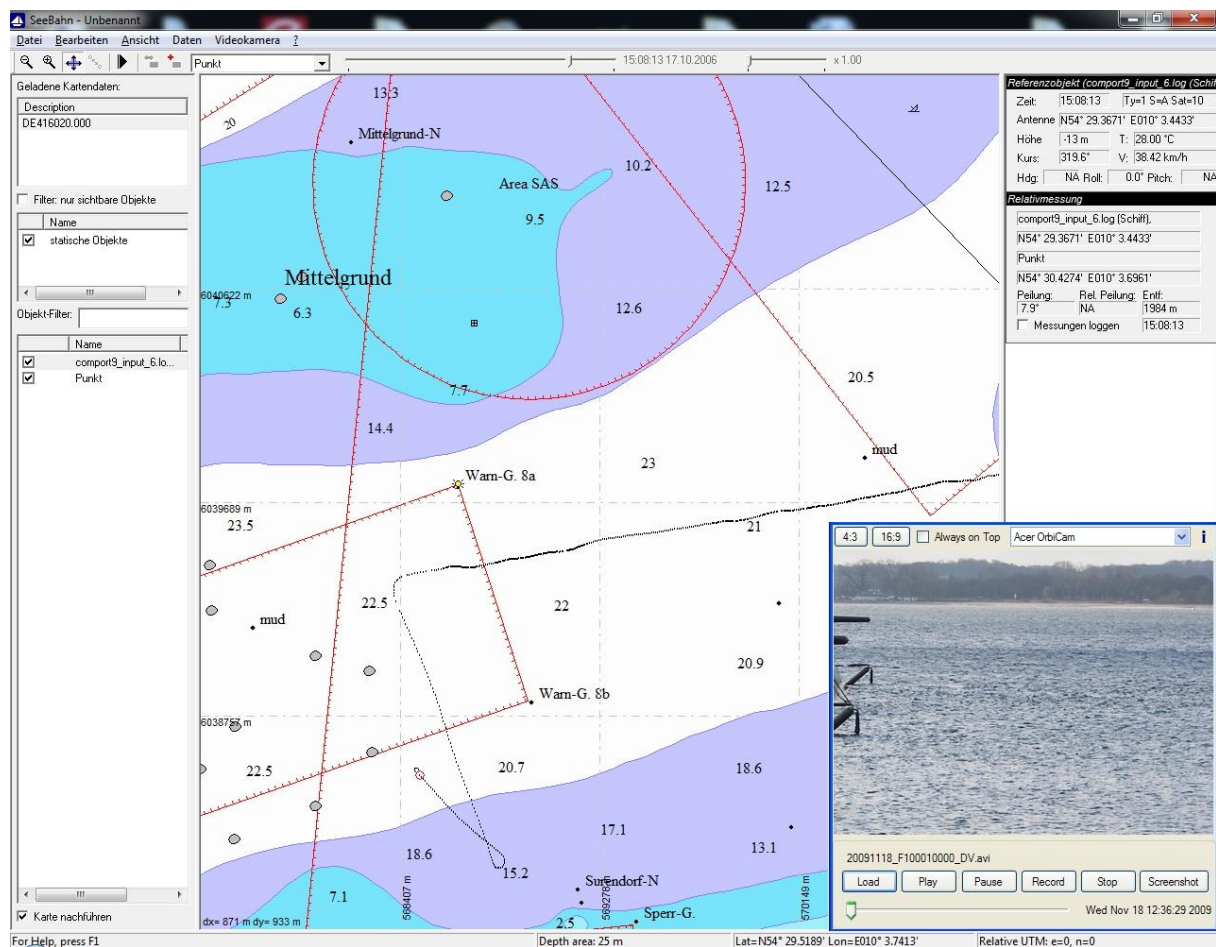 SeeBahn - Unbenannt
Datei Bearbeiten Ansicht Daten Videokamera ?
Punkt 15:08:13 17.10.2006 x 1.00
Geladene Kartendaten:
Description
DE416020.000
Filter: nur sichtbare Objekte
Name
statische Objekte
Objekt-Filter:
Name
comport9_input_6.lo...
Punkt
Karte nachführen
13.3
20
Mittelgrund-N
10.2
Area SAS
12.5
9.5
Mittelgrund
6040622 m
7.3
6.3
12.6
7.7
20.5
14.4
mud
23
Warn-G. 8a
6039689 m
23.5
21
22.5
22
mud
20.9
Warn-G. 8b
6038757 m
22.5
20.7
18.6
17.1
13.1
18.6
15.2
7.1
568407 m
Surendorf-N
570149 m
2.5
Sperr-G.
dx= 871 m dy= 933 m
Referenzobjekt (comport9_input_6.log (Schiff
Zeit: 15:08:13 Ty=1 S=A Sat=10
Antenne N54° 29.3671' E010° 3.4433'
Höhe -13 m T: 28.00 °C
Kurs: 319.6° V: 38.42 km/h
Hdg: NA Roll: 0.0° Pitch: NA
Relativmessung
comport9_input_6.log (Schiff),
N54° 29.3671' E010° 3.4433'
Punkt
N54° 30.4274' E010° 3.6961'
Peilung: Rel. Peilung: Entf:
7.9° NA 1984 m
Messungen loggen 15:08:13
4:3 16:9 Always on Top Acer OrbiCam i
20091118_F100010000_DV.avi
Load Play Pause Record Stop Screenshot
Wed Nov 18 12:36:29 2009
For Help, press F1 Depth area: 25 m Lat=N54° 29.5189' Lon=E010° 3.7413' Relative UTM: e=0, n=0